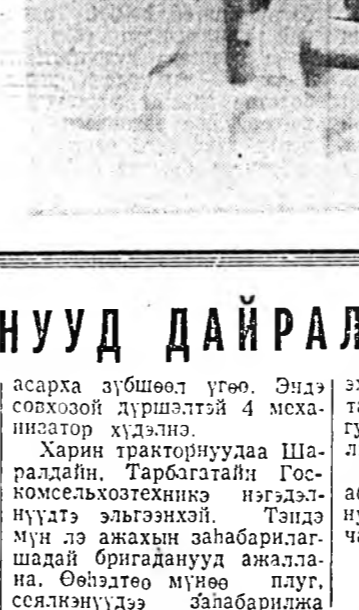 НУУД ДАЙРАЛ
асарха зүбшөөл үгөө. Эндэ
совхозой дүршэлтэй 4 меха-
низатор хүдэлнэ.
Харин тракторнуудаа Ша-
ралдайн, Тарбагатайн Гос-
комсельхозтехникэ нэгэдэл-
нүүдтэ эльгээнхэй. Тэндэ
мүн лэ ажахын заһабарилаг-
шадай бригаданууд ажалла-
на. Өөһэдтөө мүнөө плуг,
сеялкэнүүдээ заһабарилжа